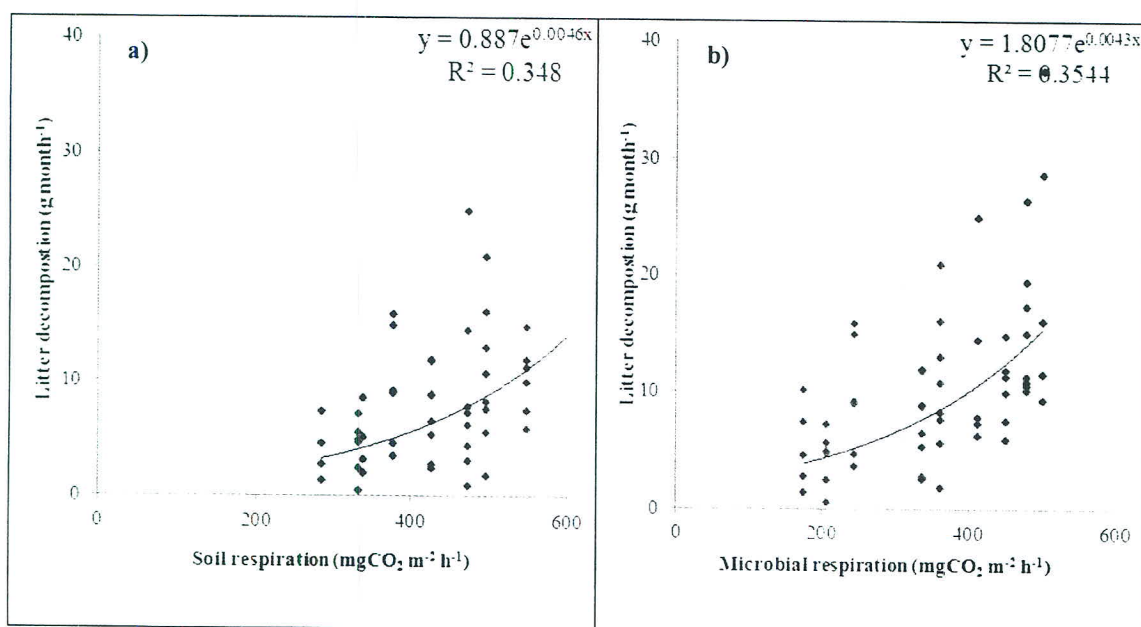 a)
y = 0.887e^0.0046x
R² = 0.348
Litter decompostion (g month⁻¹)
40
30
20
10
0
0
200
400
600
Soil respiration (mgCO₂ m⁻² h⁻¹)
b)
y = 1.8077e^0.0043x
R² = 0.3544
Litter decompostion (g month⁻¹)
40
30
20
10
0
0
200
400
600
Microbial respiration (mgCO₂ m⁻² h⁻¹)